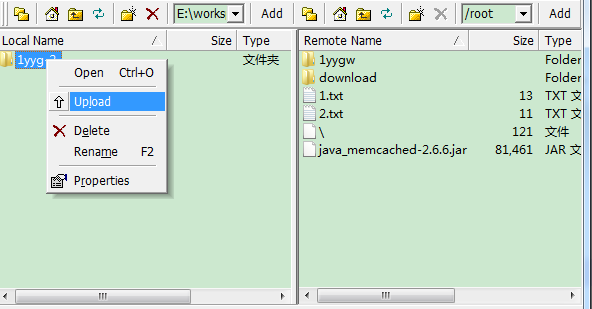 E:\works Add
/root Add
Local Name / Size Type
1yyg
文件夹
Open Ctrl+O
Upload
Delete
Rename F2
Properties
Remote Name / Size Type
1yygw Folder
download Folder
1.txt 13 TXT 文
2.txt 11 TXT 文
\ 121 文件
java_memcached-2.6.6.jar 81,461 JAR 文